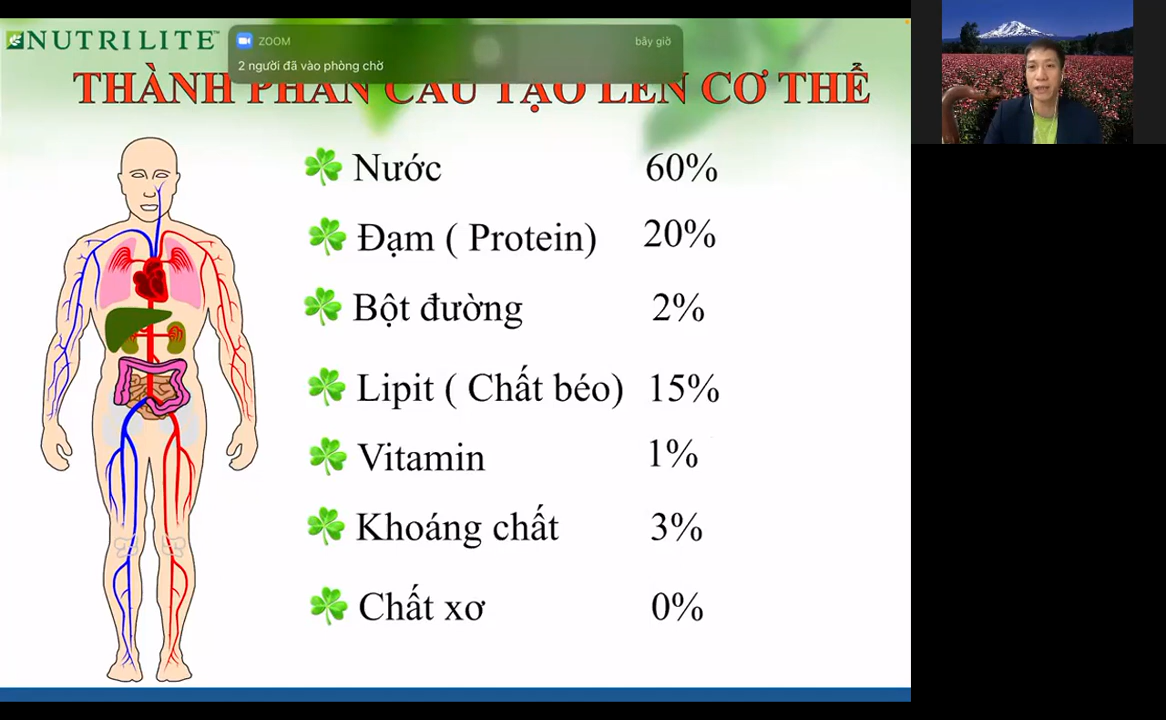 NUTRILITE™
ZOOM
bây giờ
2 người đã vào phòng chờ
THÀNH PHẦN CẤU TẠO LÊN CƠ THỂ
Nước 60%
Đạm ( Protein) 20%
Bột đường 2%
Lipit ( Chất béo) 15%
Vitamin 1%
Khoáng chất 3%
Chất xơ 0%